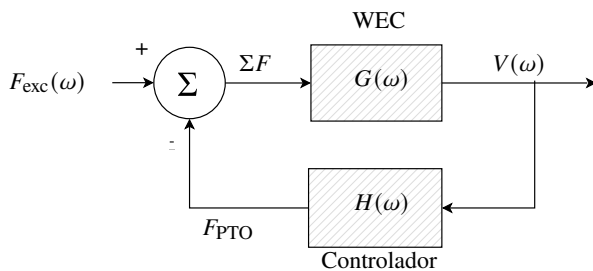 WEC
+
ΣF
V(ω)
F_exc(ω)
Σ
G(ω)
-
H(ω)
F_PTO
Controlador